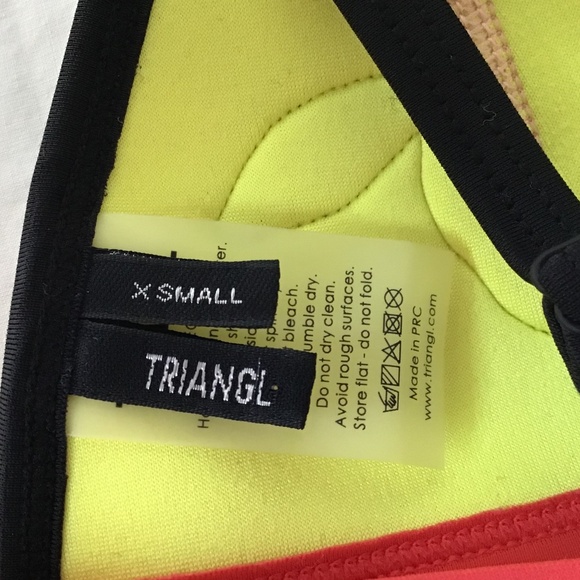 X SMALL
TRIANGL
bleach.
dry.
Do not dry clean.
Avoid rough surfaces.
Store flat - do not fold.
Made in PRC
www.triangl.com